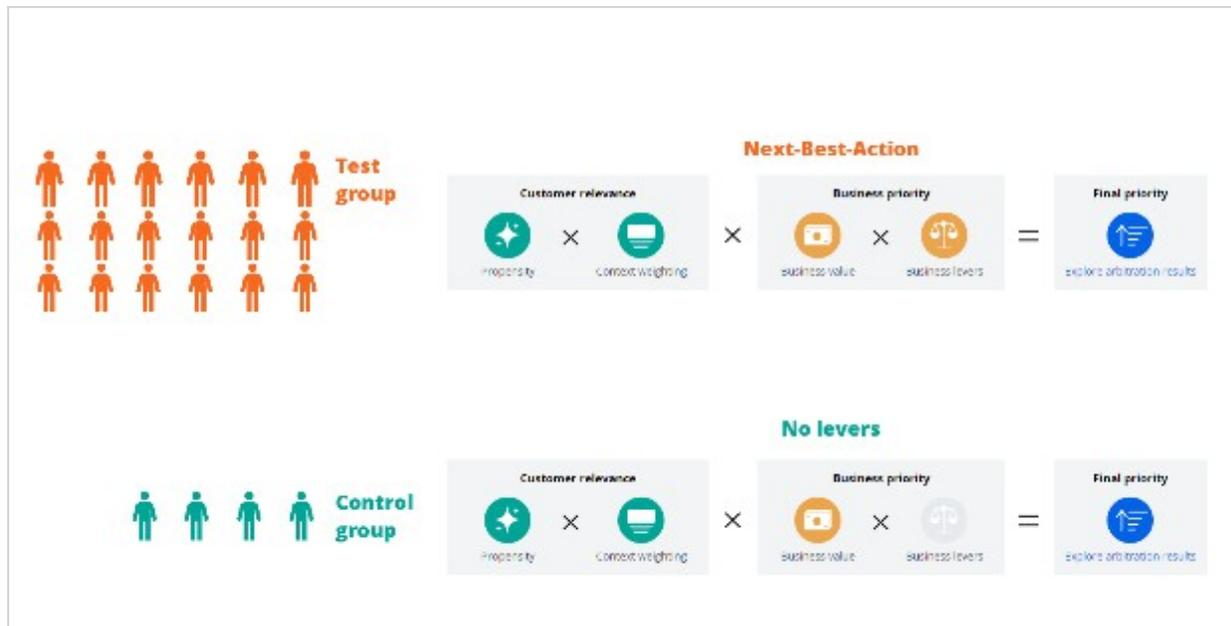 Next-Best-Action
Test
group
Customer relevance
Business priority
Final priority
×
×
×
=
Propensity
Context weighting
Business value
Business levers
Explore arbitration results
No levers
Control
group
Customer relevance
Business priority
Final priority
×
×
×
=
Propensity
Context weighting
Business value
Business levers
Explore arbitration results